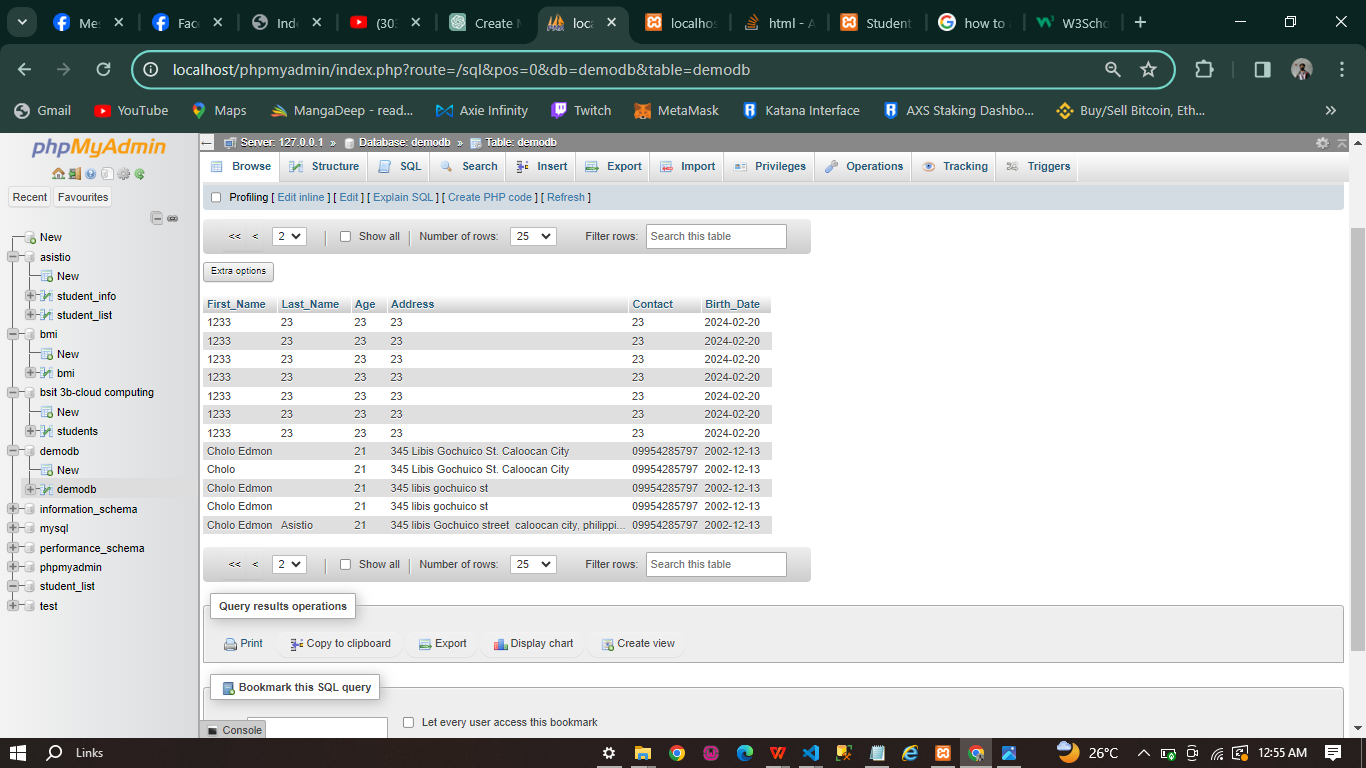 Me
Fac
Ind
(30
Create N
loca
localhos
html - A
Student
how to
W3Scho
localhost/phpmyadmin/index.php?route=/sql&pos=0&db=demodb&table=demodb
Gmail YouTube Maps MangaDeep - read... Axie Infinity Twitch MetaMask Katana Interface AXS Staking Dashbo... Buy/Sell Bitcoin, Eth...
phpMyAdmin
Recent Favourites
New
asistio
New
student_info
student_list
bmi
New
bmi
bsit 3b-cloud computing
New
students
demodb
New
demodb
information_schema
mysql
performance_schema
phpmyadmin
student_list
test
Server: 127.0.0.1 » Database: demodb » Table: demodb
Browse Structure SQL Search Insert Export Import Privileges Operations Tracking Triggers
Profiling [ Edit inline ] [ Edit ] [ Explain SQL ] [ Create PHP code ] [ Refresh ]
<< < 2 Show all Number of rows: 25 Filter rows: Search this table
Extra options
First_Name Last_Name Age Address Contact Birth_Date
1233 23 23 23 23 2024-02-20
1233 23 23 23 23 2024-02-20
1233 23 23 23 23 2024-02-20
1233 23 23 23 23 2024-02-20
1233 23 23 23 23 2024-02-20
1233 23 23 23 23 2024-02-20
1233 23 23 23 23 2024-02-20
Cholo Edmon 21 345 Libis Gochuico St. Caloocan City 09954285797 2002-12-13
Cholo 21 345 Libis Gochuico St. Caloocan City 09954285797 2002-12-13
Cholo Edmon 21 345 libis gochuico st 09954285797 2002-12-13
Cholo Edmon 21 345 libis gochuico st 09954285797 2002-12-13
Cholo Edmon Asistio 21 345 libis Gochuico street caloocan city, philippi... 09954285797 2002-12-13
<< < 2 Show all Number of rows: 25 Filter rows: Search this table
Query results operations
Print Copy to clipboard Export Display chart Create view
Bookmark this SQL query
Let every user access this bookmark
Console
Links
26°C
12:55 AM